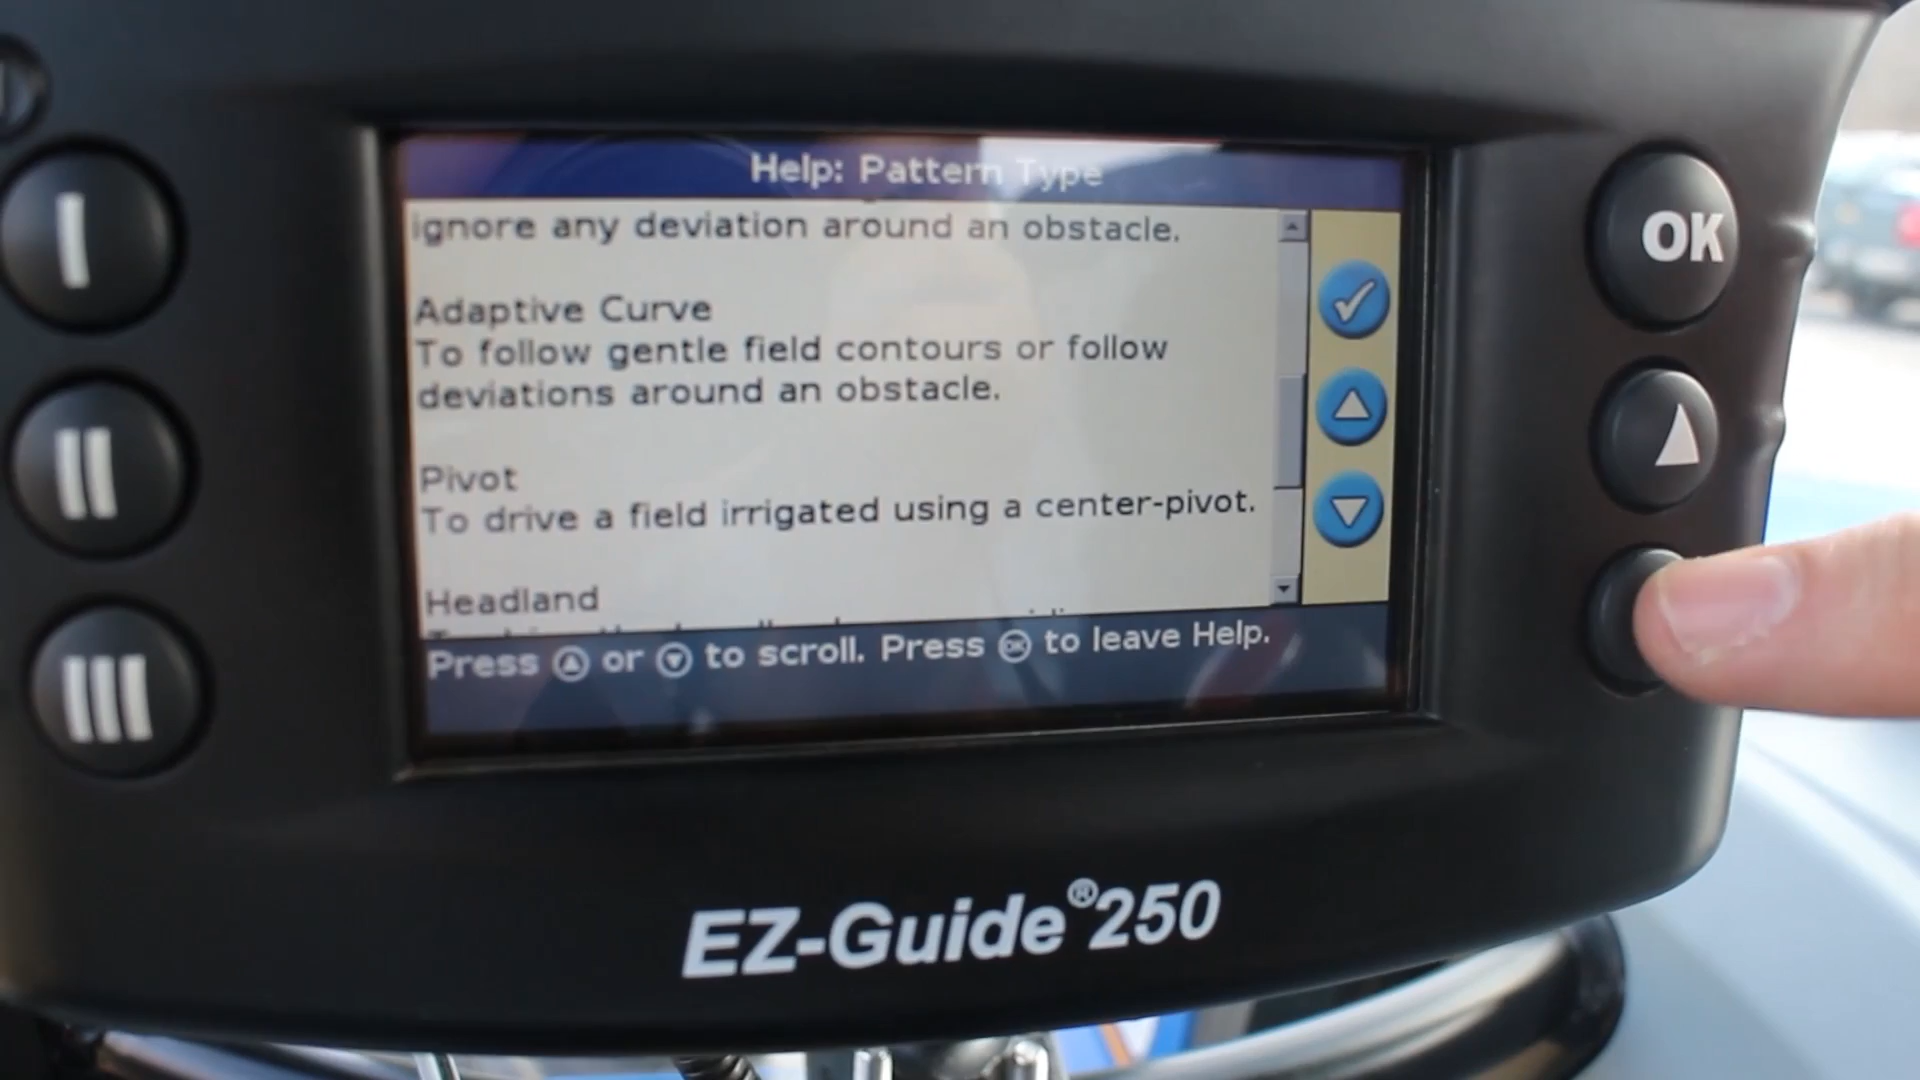 Help: Pattern Type
ignore any deviation around an obstacle.
Adaptive Curve
To follow gentle field contours or follow
deviations around an obstacle.
Pivot
To drive a field irrigated using a center-pivot.
Headland
Press or to scroll. Press OK to leave Help.
I
II
III
OK
EZ-Guide®250